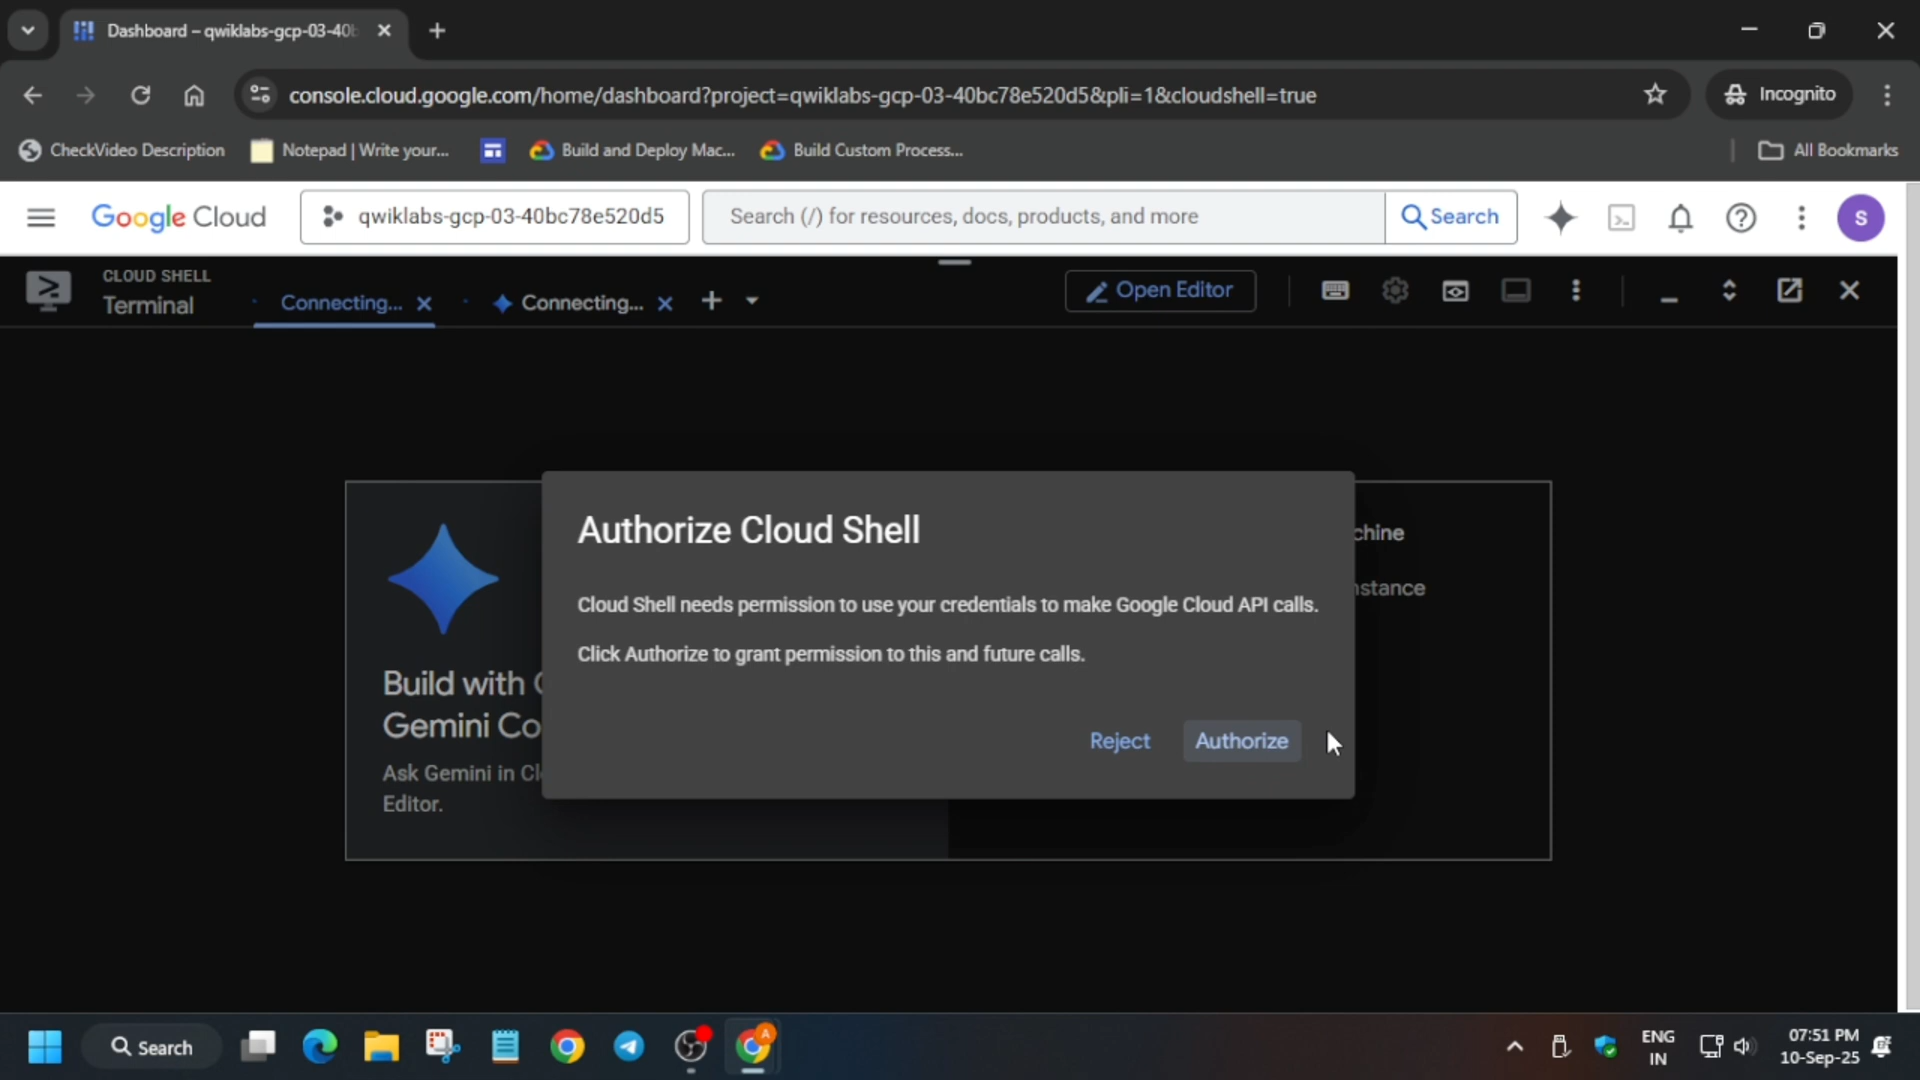 Dashboard – qwiklabs-gcp-03-40b
console.cloud.google.com/home/dashboard?project=qwiklabs-gcp-03-40bc78e520d5&pli=1&cloudshell=true
Incognito
CheckVideo Description
Notepad | Write your...
Build and Deploy Mac...
Build Custom Process...
All Bookmarks
Google Cloud
qwiklabs-gcp-03-40bc78e520d5
Search (/) for resources, docs, products, and more
Search
S
CLOUD SHELL
Terminal
Connecting...
Connecting...
Open Editor
Authorize Cloud Shell
Cloud Shell needs permission to use your credentials to make Google Cloud API calls.
Click Authorize to grant permission to this and future calls.
Reject
Authorize
Build with
Gemini Co
Ask Gemini in Cl
Editor.
chine
nstance
Search
ENG
IN
07:51 PM
10-Sep-25